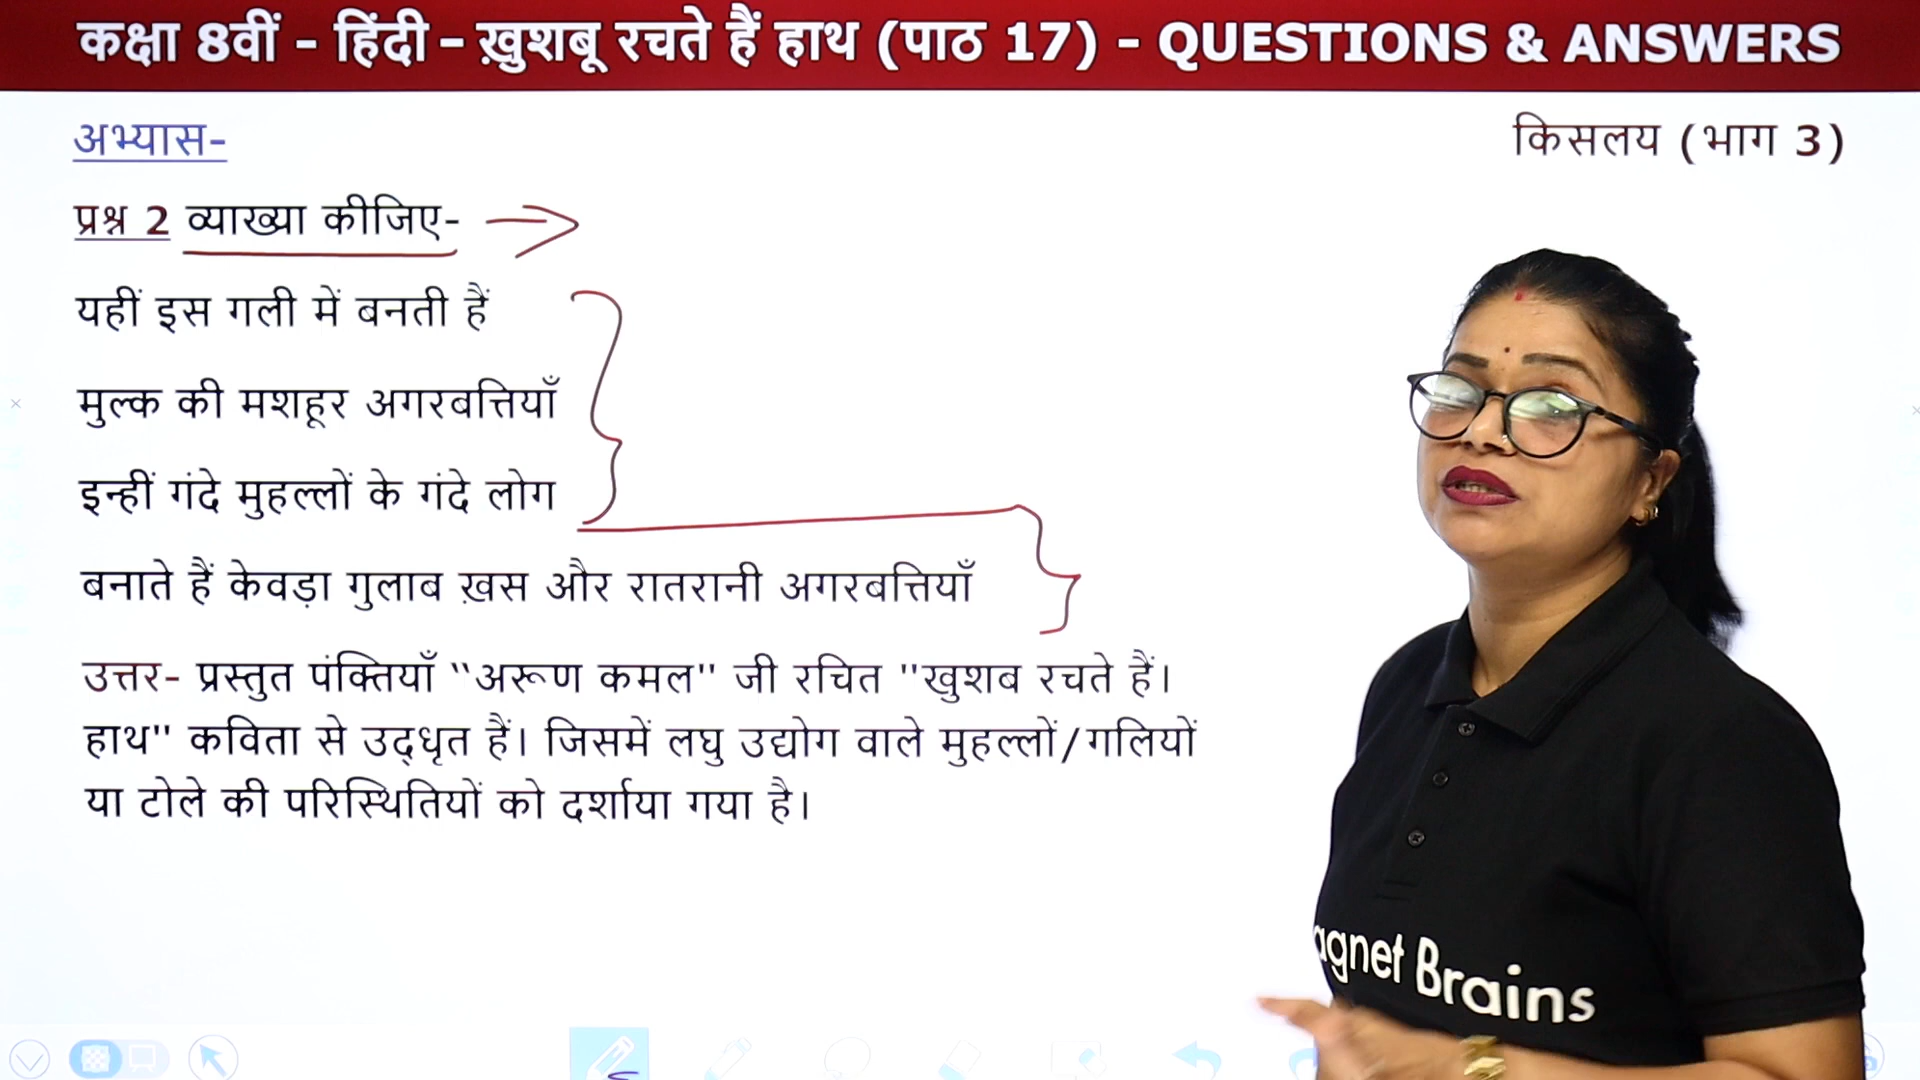 कक्षा 8वीं - हिंदी - ख़ुशबू रचते हैं हाथ (पाठ 17) - QUESTIONS & ANSWERS
अभ्यास-
किसलय (भाग 3)
प्रश्न 2 व्याख्या कीजिए-
यहीं इस गली में बनती हैं
मुल्क की मशहूर अगरबत्तियाँ
इन्हीं गंदे मुहल्लों के गंदे लोग
बनाते हैं केवड़ा गुलाब ख़स और रातरानी अगरबत्तियाँ
उत्तर- प्रस्तुत पंक्तियाँ "अरूण कमल" जी रचित "खुशब रचते हैं।
हाथ" कविता से उद्धृत हैं। जिसमें लघु उद्योग वाले मुहल्लों/गलियों
या टोले की परिस्थितियों को दर्शाया गया है।
agnet Brains